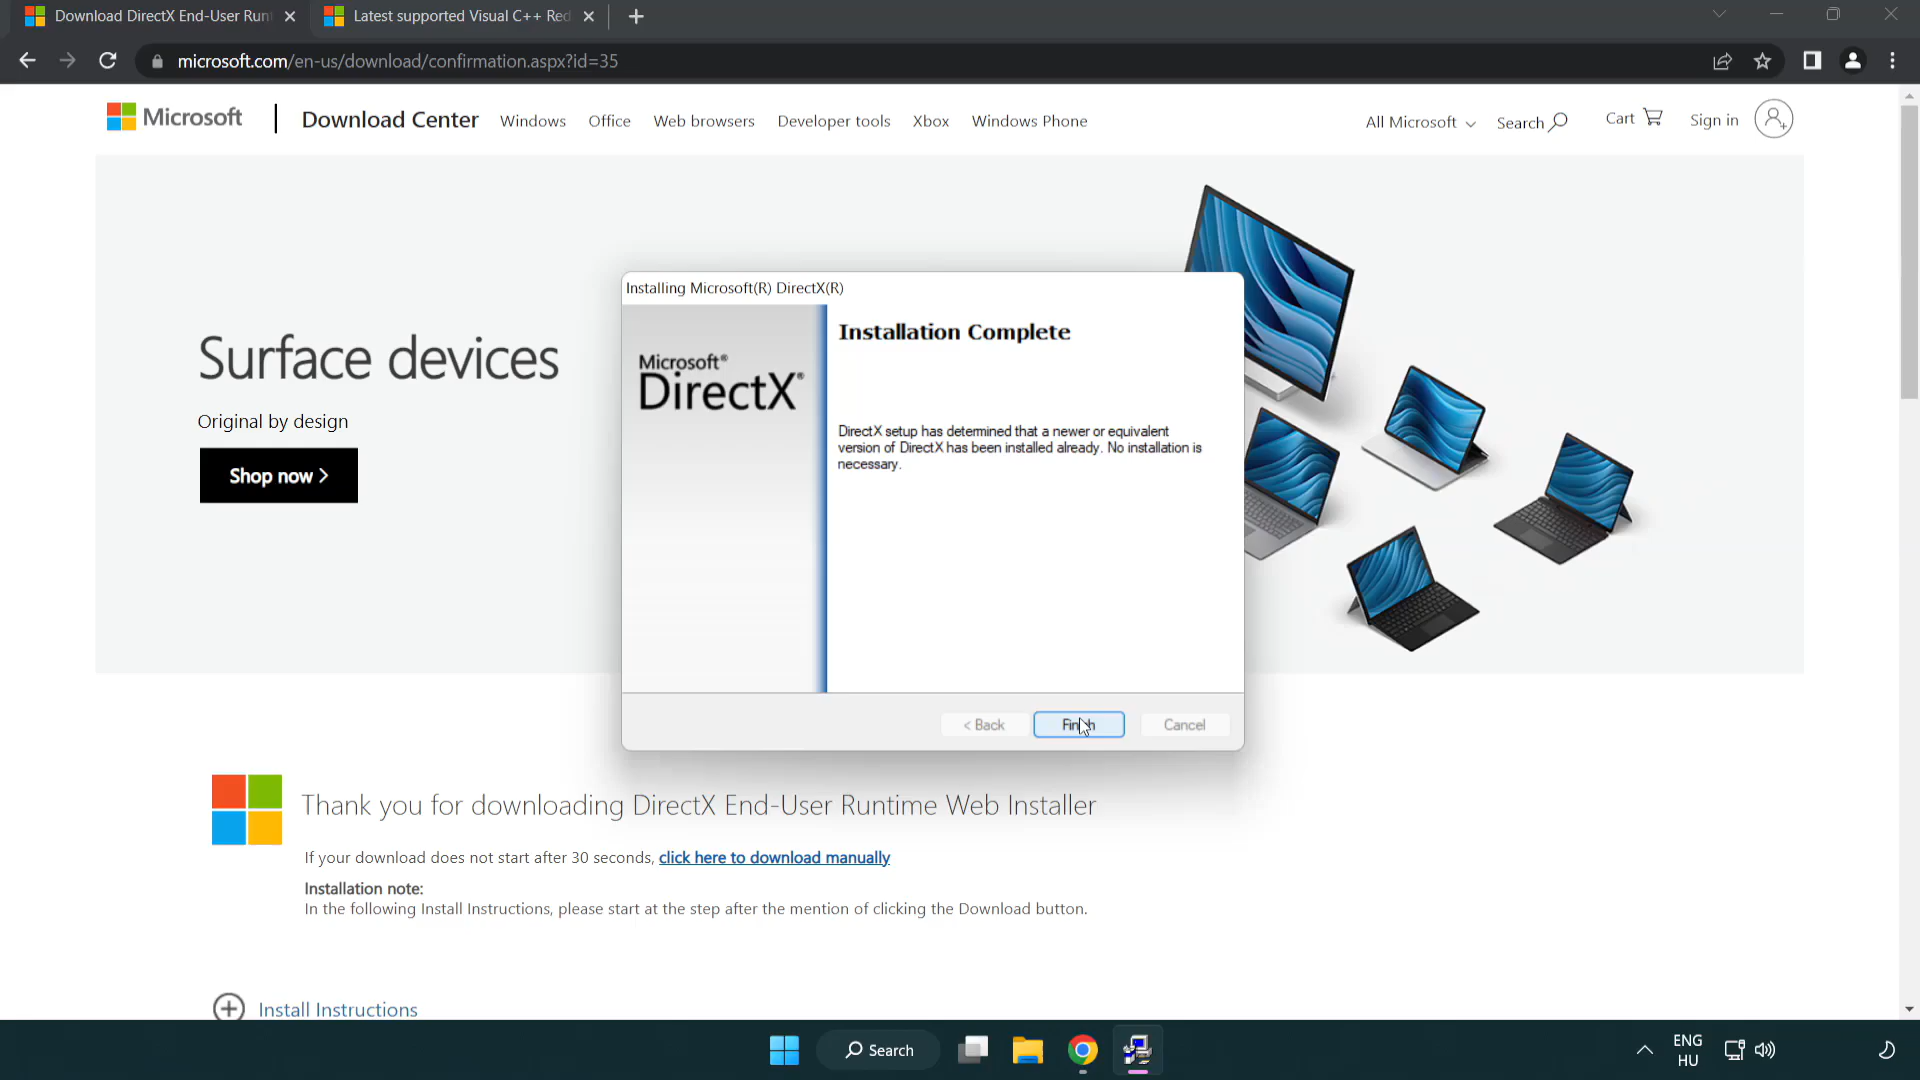 Download DirectX End-User Run
Latest supported Visual C++ Red
microsoft.com/en-us/download/confirmation.aspx?id=35
Microsoft
Download Center
Windows
Office
Web browsers
Developer tools
Xbox
Windows Phone
All Microsoft
Search
Cart
Sign in
Surface devices
Original by design
Shop now
Installing Microsoft(R) DirectX(R)
Microsoft®
DirectX®
Installation Complete
DirectX setup has determined that a newer or equivalent
version of DirectX has been installed already. No installation is
necessary.
< Back
Finish
Cancel
Thank you for downloading DirectX End-User Runtime Web Installer
If your download does not start after 30 seconds, click here to download manually
Installation note:
In the following Install Instructions, please start at the step after the mention of clicking the Download button.
Install Instructions
Search
ENG
HU